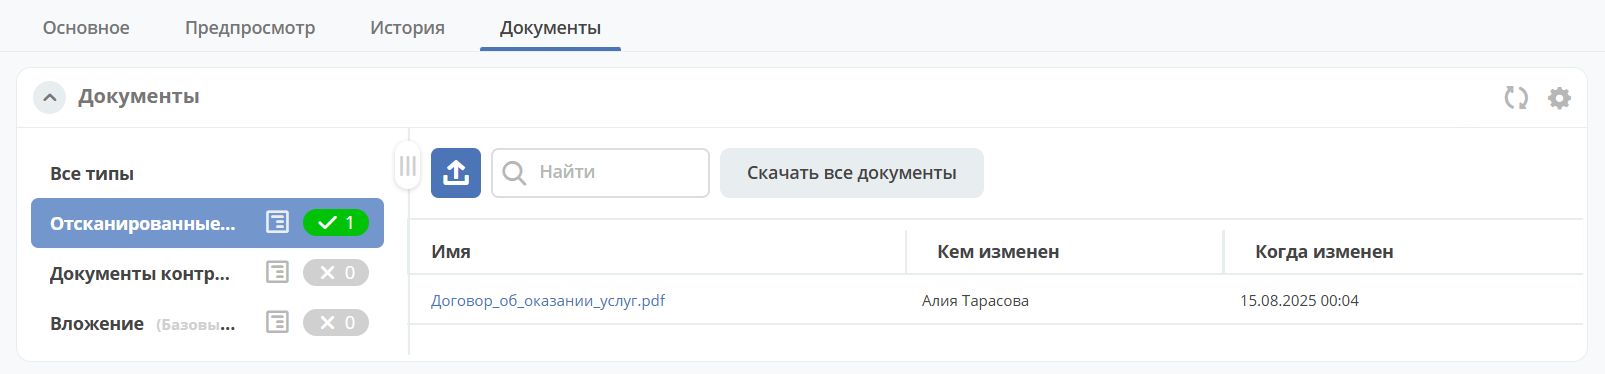 Основное Предпросмотр История Документы
Документы
Все типы
Найти
Скачать все документы
Отсканированные... 1
Документы контр... 0
Вложение (Базовы... 0
Имя Кем изменен Когда изменен
Договор_об_оказании_услуг.pdf Алия Тарасова 15.08.2025 00:04